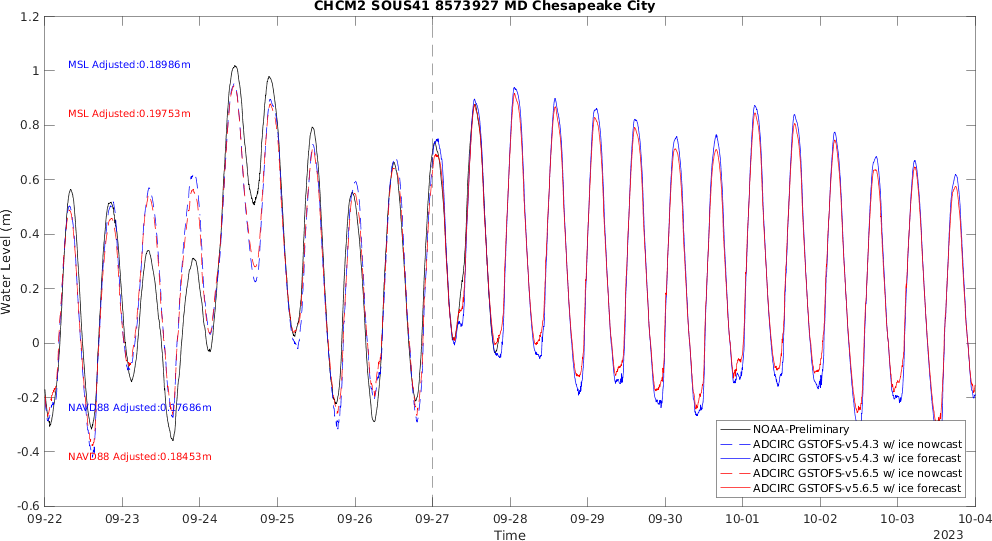 CHCM2 SOUS41 8573927 MD Chesapeake City
1.2
1
0.8
0.6
0.4
0.2
0
-0.2
-0.4
-0.6
Water Level (m)
MSL Adjusted:0.18986m
MSL Adjusted:0.19753m
NAVD88 Adjusted:0.17686m
NAVD88 Adjusted:0.18453m
NOAA-Preliminary
ADCIRC GSTOFS-v5.4.3 w/ ice nowcast
ADCIRC GSTOFS-v5.4.3 w/ ice forecast
ADCIRC GSTOFS-v5.6.5 w/ ice nowcast
ADCIRC GSTOFS-v5.6.5 w/ ice forecast
09-22 09-23 09-24 09-25 09-26 09-27 09-28 09-29 09-30 10-01 10-02 10-03 10-04
Time
2023